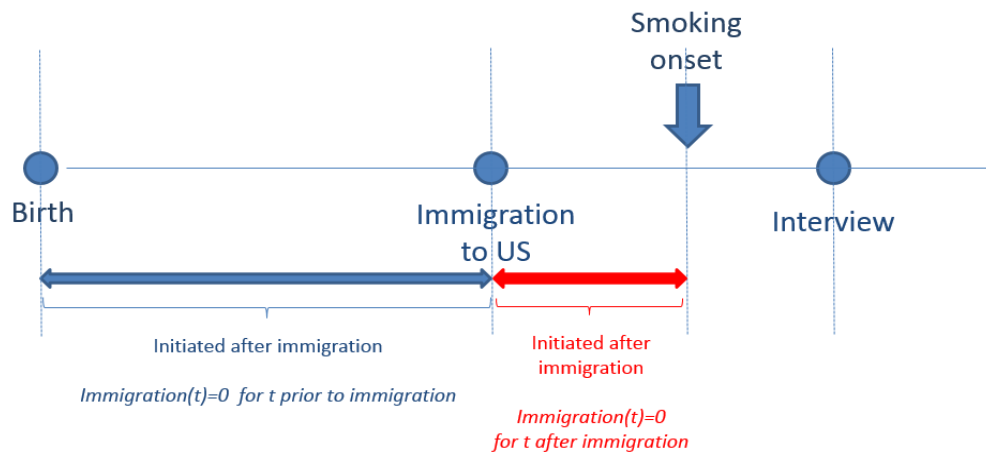 Smoking
onset
Birth
Immigration
to US
Interview
Initiated after immigration
Immigration(t)=0 for t prior to immigration
Initiated after
immigration
Immigration(t)=0
for t after immigration